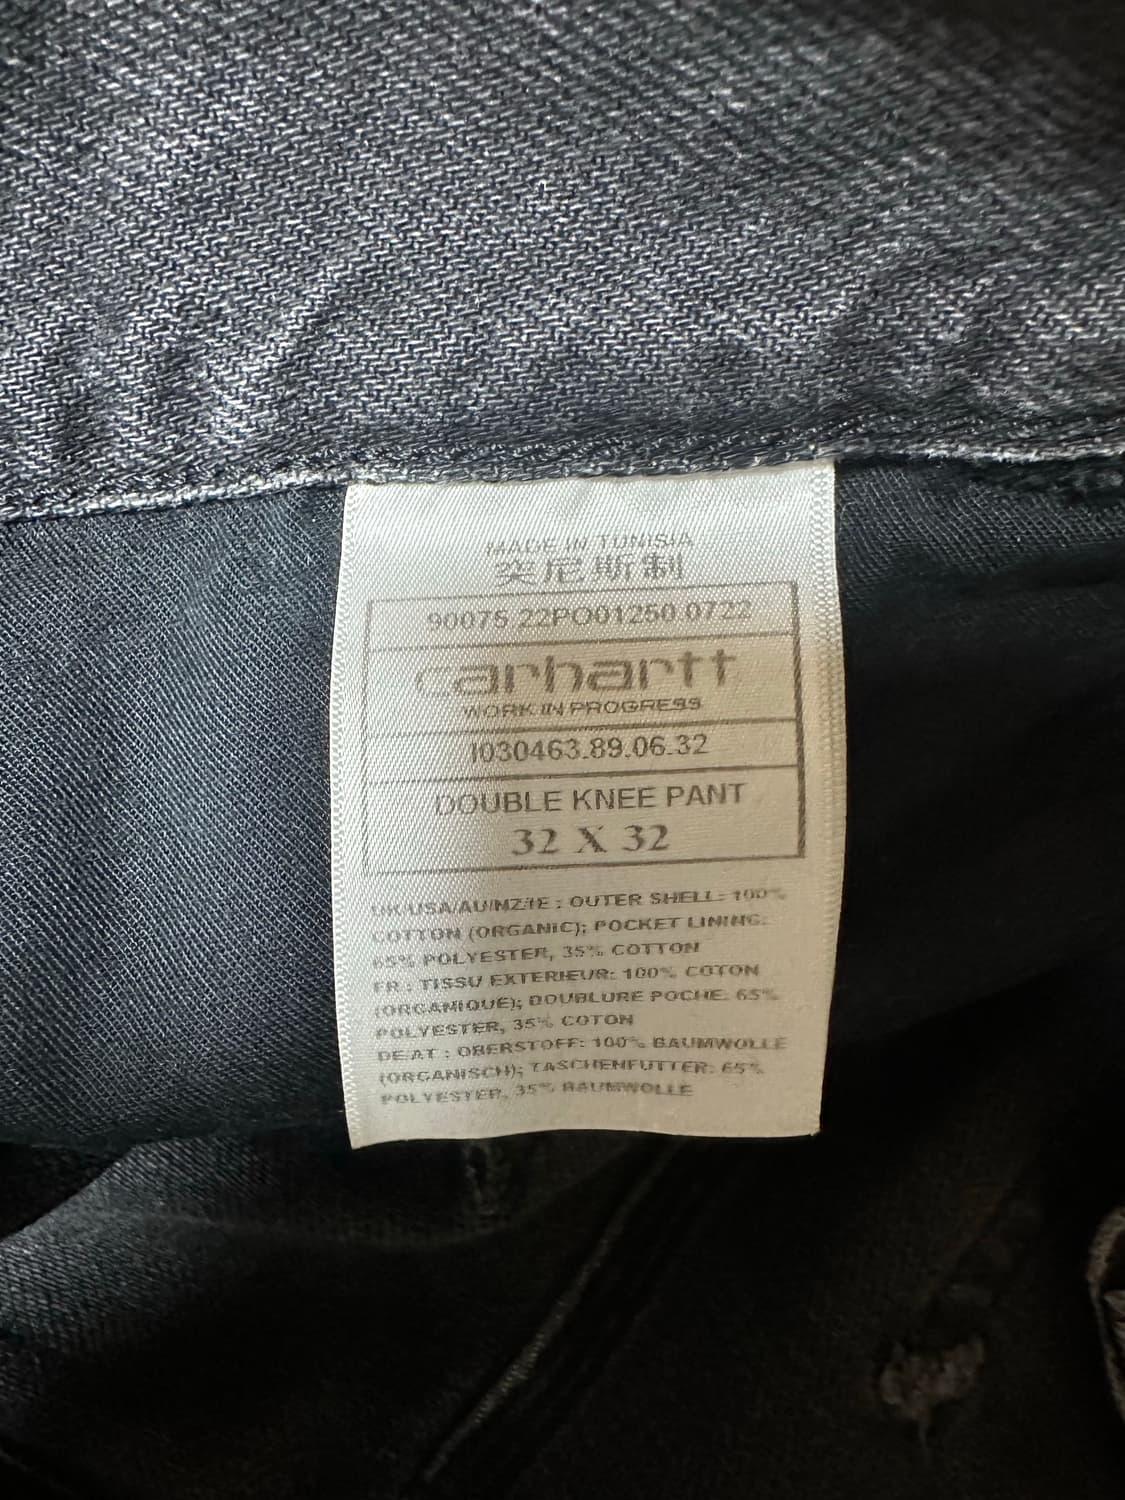 MADE IN TUNISIA
突尼斯制
90075 22PO01250 0722
carhartt
WORK IN PROGRESS
I030463.89.06.32
DOUBLE KNEE PANT
32 X 32
UK/USA/AU/NZ/IE : OUTER SHELL: 100%
COTTON (ORGANIC); POCKET LINING:
65% POLYESTER, 35% COTTON
FR : TISSU EXTERIEUR: 100% COTON
(ORGANIQUE); DOUBLURE POCHE: 65%
POLYESTER, 35% COTON
DE/AT : OBERSTOFF: 100% BAUMWOLLE
(ORGANISCH); TASCHENFUTTER: 65%
POLYESTER, 35% BAUMWOLLE